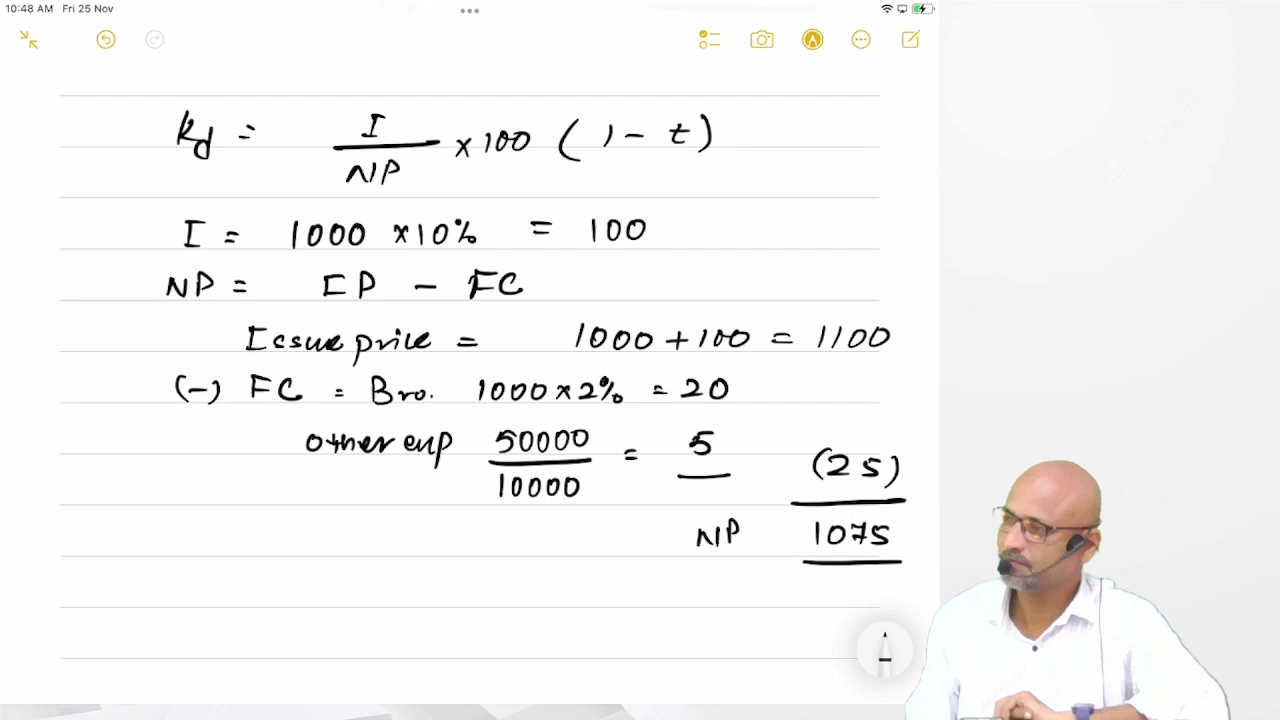 10:48 AM Fri 25 Nov
Kd = I / NP × 100 (1 - t)
I = 1000 × 10% = 100
NP = IP - FC
Issue price = 1000 + 100 = 1100
(-) FC = Bro. 1000 × 2% = 20
Other exp 50000 / 10000 = 5 (25)
NP 1075